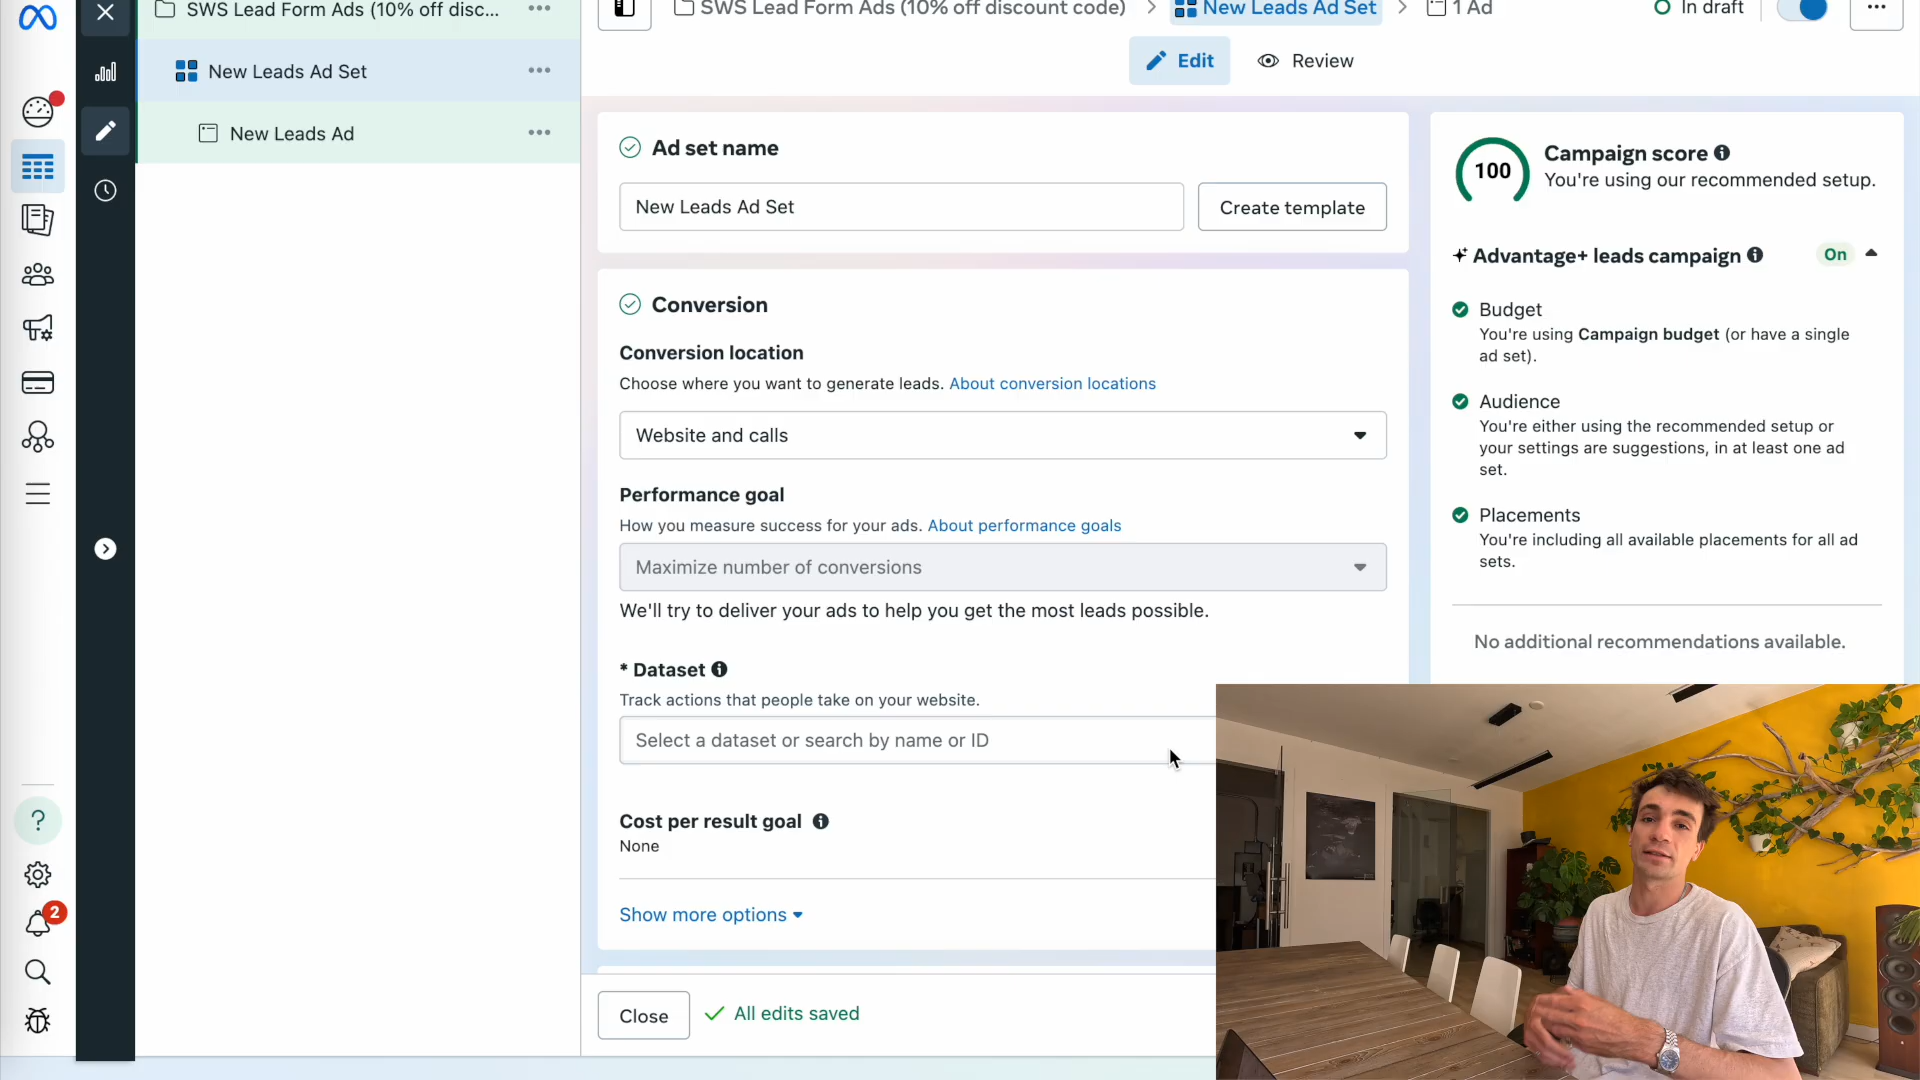 SWS Lead Form Ads (10% off disc...
New Leads Ad Set
New Leads Ad
2
SWS Lead Form Ads (10% off discount code)
New Leads Ad Set
1 Ad
In draft
Edit
Review
Ad set name
New Leads Ad Set
Create template
Conversion
Conversion location
Choose where you want to generate leads. About conversion locations
Website and calls
Performance goal
How you measure success for your ads. About performance goals
Maximize number of conversions
We'll try to deliver your ads to help you get the most leads possible.
* Dataset
Track actions that people take on your website.
Select a dataset or search by name or ID
Cost per result goal
None
Show more options
Close
All edits saved
100
Campaign score
You're using our recommended setup.
Advantage+ leads campaign
On
Budget
You're using Campaign budget (or have a single
ad set).
Audience
You're either using the recommended setup or
your settings are suggestions, in at least one ad
set.
Placements
You're including all available placements for all ad
sets.
No additional recommendations available.